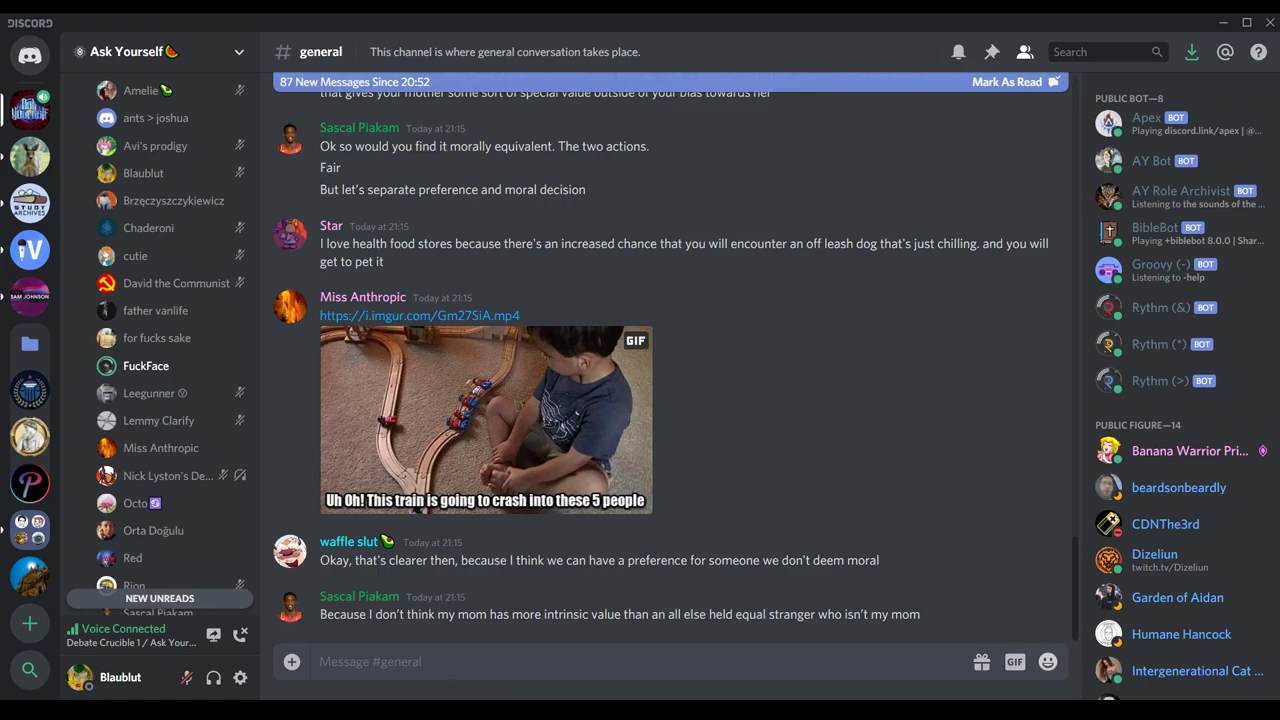 DISCORD
Ask Yourself
general
This channel is where general conversation takes place.
Search
87 New Messages Since 20:52
Mark As Read
that gives your mother some sort of special value outside of your bias towards her
Amelie
ants > joshua
Avi's prodigy
Blaublut
Brzęczyszczykiewicz
Chaderoni
cutie
David the Communist
father vanlife
for fucks sake
FuckFace
Leegunner
Lemmy Clarify
Miss Anthropic
Nick Lyston's De...
Octo
Orta Doğulu
Red
Rion
NEW UNREADS
Sascal Piakam
Voice Connected
Debate Crucible 1 / Ask Your...
Blaublut
Sascal Piakam Today at 21:15
Ok so would you find it morally equivalent. The two actions.
Fair
But let's separate preference and moral decision
Star Today at 21:15
I love health food stores because there's an increased chance that you will encounter an off leash dog that's just chilling. and you will
get to pet it
Miss Anthropic Today at 21:15
https://i.imgur.com/Gm27SiA.mp4
GIF
Uh Oh! This train is going to crash into these 5 people
waffle slut Today at 21:15
Okay, that's clearer then, because I think we can have a preference for someone we don't deem moral
Sascal Piakam Today at 21:15
Because I don't think my mom has more intrinsic value than an all else held equal stranger who isn't my mom
Message #general
GIF
PUBLIC BOT—8
Apex BOT
Playing discord.link/apex | @...
AY Bot BOT
AY Role Archivist BOT
Listening to the sounds of the ...
BibleBot BOT
Playing +biblebot 8.0.0 | Shar...
Groovy (-) BOT
Listening to -help
Rythm (&) BOT
Rythm (*) BOT
Rythm (>) BOT
PUBLIC FIGURE—14
Banana Warrior Pri...
beardsonbeardly
CDNThe3rd
Dizeliun
twitch.tv/Dizeliun
Garden of Aidan
Humane Hancock
Intergenerational Cat ...
STUDY
ARCHIVES
SAM JOHNSON